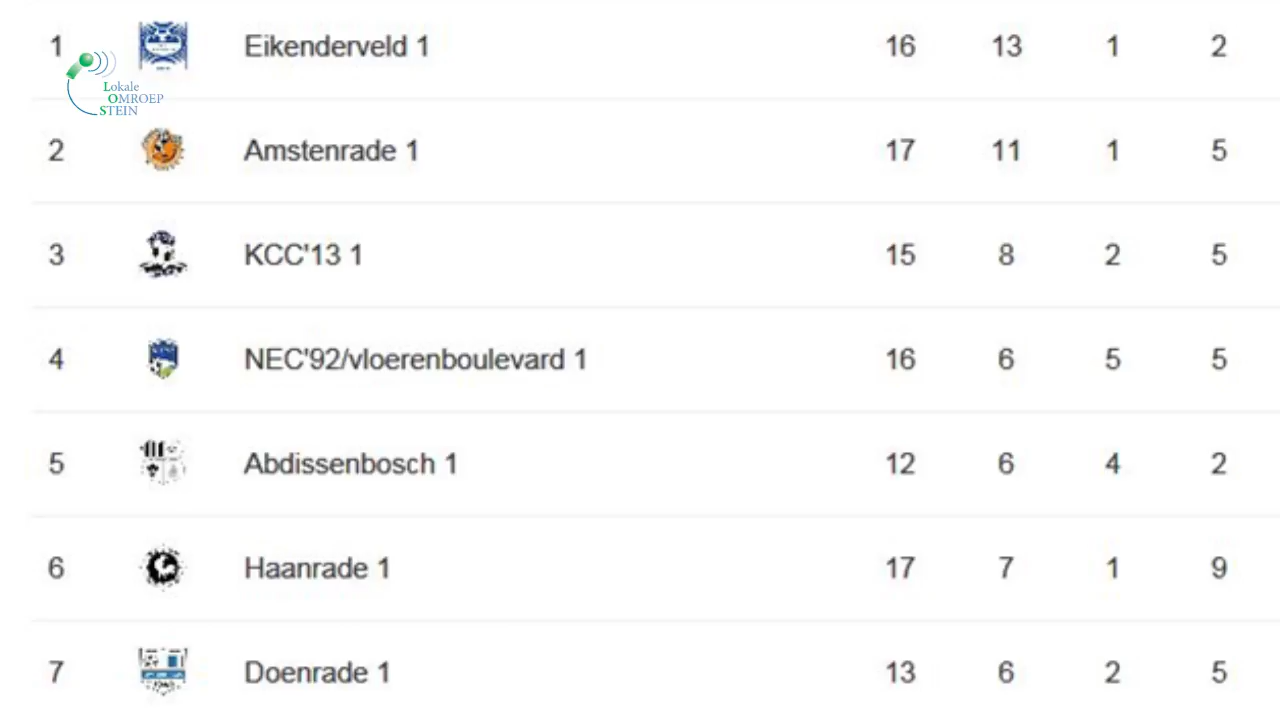 1 Eikenderveld 1 16 13 1 2
Lokale
OMROEP
STEIN
2 Amstenrade 1 17 11 1 5
3 KCC'13 1 15 8 2 5
4 NEC'92/vloerenboulevard 1 16 6 5 5
5 Abdissenbosch 1 12 6 4 2
6 Haanrade 1 17 7 1 9
7 Doenrade 1 13 6 2 5